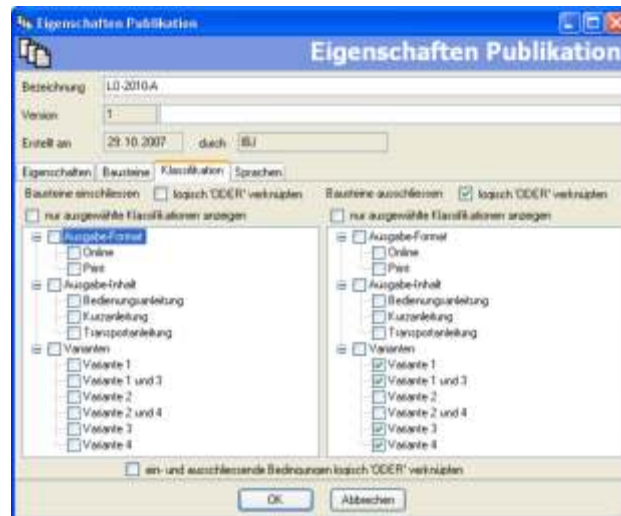 Eigenschaften Publikation
Eigenschaften Publikation
Bezeichnung LO-2010-A
Version 1
Erstellt am 29.10.2007 durch IBJ
Eigenschaften Bausteine Klassifikation Sprachen
Bausteine einschliessen logisch 'ODER' verknüpfen Bausteine ausschliessen logisch 'ODER' verknüpfen
nur ausgewählte Klassifikationen anzeigen nur ausgewählte Klassifikationen anzeigen
Ausgabe-Format Ausgabe-Format
Online Online
Print Print
Ausgabe-Inhalt Ausgabe-Inhalt
Bedienungsanleitung Bedienungsanleitung
Kurzanleitung Kurzanleitung
Transportanleitung Transportanleitung
Varianten Varianten
Variante 1 Variante 1
Variante 1 und 3 Variante 1 und 3
Variante 2 Variante 2
Variante 2 und 4 Variante 2 und 4
Variante 3 Variante 3
Variante 4 Variante 4
ein- und ausschliessende Bedingungen logisch 'ODER' verknüpfen
OK Abbrechen